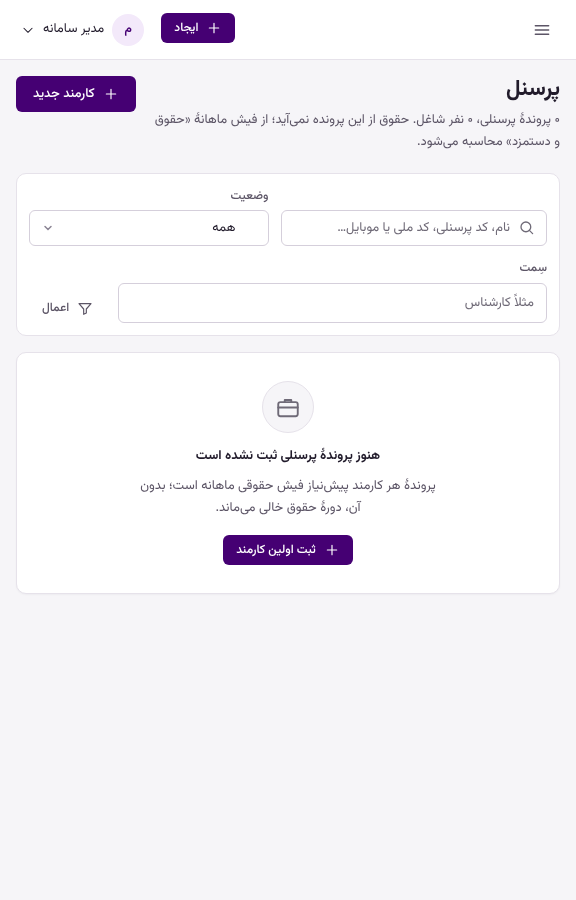 ایجاد
م
مدیر سامانه
پرسنل
۰ پروندهٔ پرسنلی، ۰ نفر شاغل. حقوق از این پرونده نمی‌آید؛ از فیش ماهانهٔ «حقوق
و دستمزد» محاسبه می‌شود.
کارمند جدید
نام، کد پرسنلی، کد ملی یا موبایل…
وضعیت
همه
سِمت
مثلاً کارشناس
اعمال
هنوز پروندهٔ پرسنلی ثبت نشده است
پروندهٔ هر کارمند پیش‌نیاز فیش حقوقی ماهانه است؛ بدون
آن، دورهٔ حقوق خالی می‌ماند.
ثبت اولین کارمند